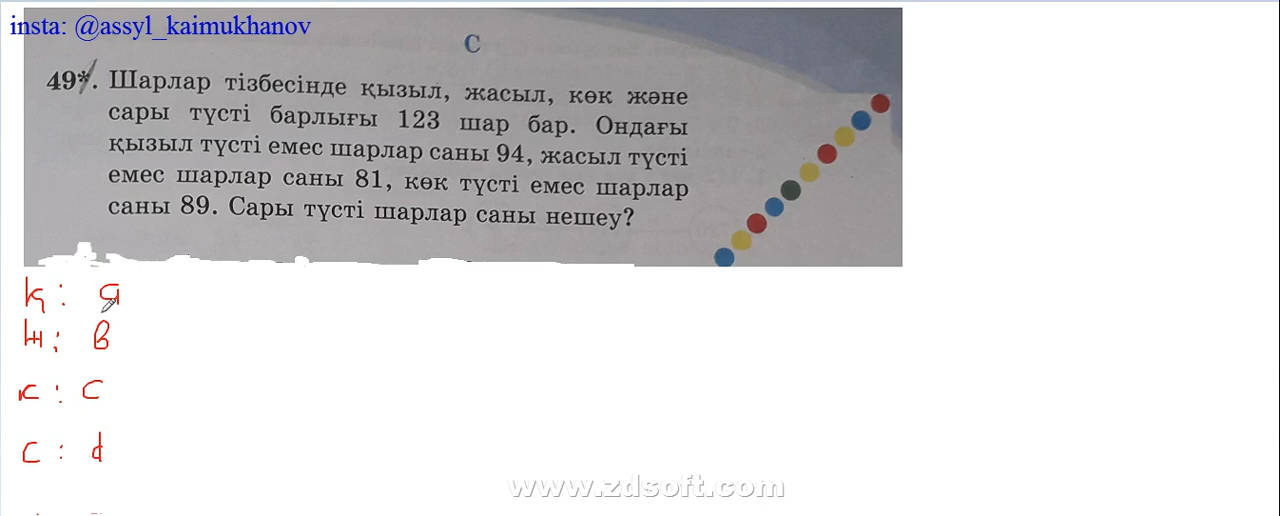 insta: @assyl_kaimukhanov
С
49*. Шарлар тізбесінде қызыл, жасыл, көк және
сары түсті барлығы 123 шар бар. Ондағы
қызыл түсті емес шарлар саны 94, жасыл түсті
емес шарлар саны 81, көк түсті емес шарлар
саны 89. Сары түсті шарлар саны нешеу?
қ: a
ж: в
к: с
с: d
www.zdsoft.com